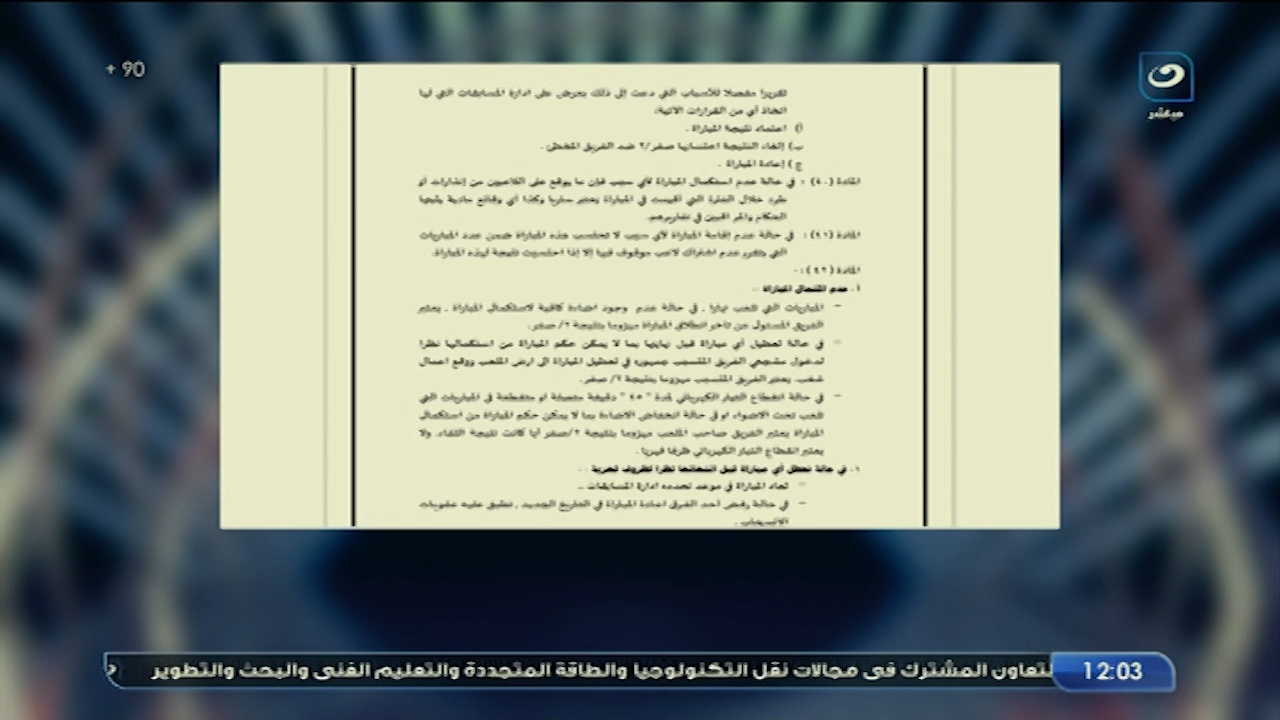 + 90
مباشر
تقريرا مفصلا للأسباب التي دعت إلى ذلك يعرض على ادارة المسابقات التي لها
اتخاذ أي من القرارات الآتية:
أ) اعتماد نتيجة المباراة .
ب) إلغاء النتيجة احتسابها صفر/٢ ضد الفريق المخطئ .
ج ) إعادة المباراة .
المادة (٤٠) : في حالة عدم استكمال المباراة لأي سبب فإن ما يوقع على اللاعبين من إنذارات أو
طرد خلال الفترة التي أقيمت في المباراة يعتبر ساريا وكذا أي وقائع مادية يثبتها
الحكام والمراقبين في تقاريرهم.
المادة (٤١) : في حالة عدم إقامة المباراة لأي سبب لا تحتسب هذه المباراة ضمن عدد المباريات
التي يتقرر عدم اشتراك لاعب موقوف فيها إلا إذا احتسبت نتيجة لهذه المباراة.
المادة (٤٢) : -
أ . عدم اكتمال المباراة :-
– المباريات التي تلعب نهارا ، في حالة عدم وجود اضاءة كافية لاستكمال المباراة ، يعتبر
الفريق المسئول عن تاخر انطلاق المباراة مهزوما بنتيجة ٢/ صفر .
– في حالة تعطيل أي مباراة قبل نهايتها بما لا يمكن حكم المباراة من استكمالها نظرا
لدخول مشجعي الفريق المتسبب جمهوره في تعطيل المباراة الى ارض الملعب ووقع اعمال
شغب، يعتبر الفريق المتسبب مهزوما بنتيجة ٢/ صفر .
– في حالة انقطاع التيار الكهربائي لمدة " ٤٥ " دقيقة متصلة او متقطعة في المباريات التي
تلعب تحت الاضواء او في حالة انخفاض الاضاءة بما لا يمكن حكم المباراة من استكمال
المباراة يعتبر الفريق صاحب الملعب مهزوما بنتيجة ٢/صفر أيا كانت نتيجة اللقاء، ولا
يعتبر انقطاع التيار الكهربائي ظرفا قهريا .
١. في حالة تعطل أي مباراة قبل انتهائها نظرا لظروف قهرية : -
– تعاد المباراة في موعد تحدده ادارة المسابقات ..
– في حالة رفض أحد الفرق اعادة المباراة في التاريخ الجديد ، تطبق عليه عقوبات
الانسحاب .
12:03 لتعاون المشترك فى مجالات نقل التكنولوجيا والطاقة المتجددة والتعليم الفنى والبحث والتطوير